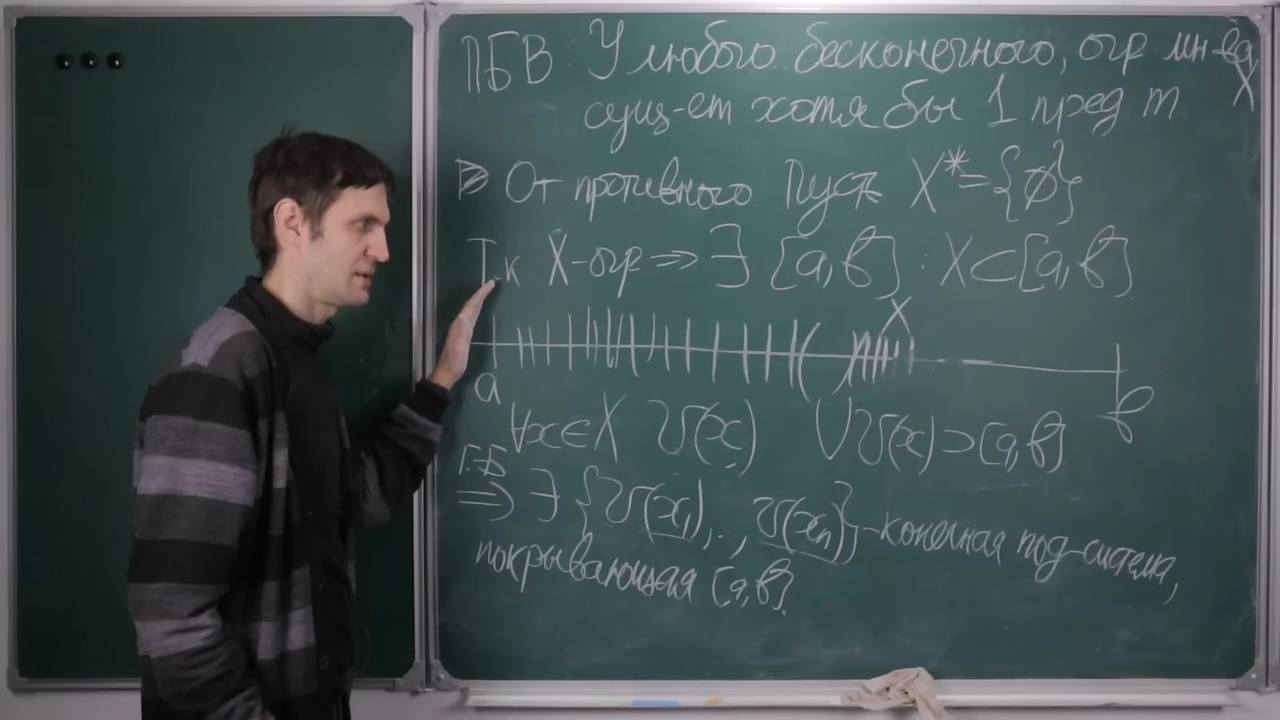 ПБВ. У любого бесконечного, огр мн-ва X
сущ-ет хотя бы 1 пред т.
От противного Пусть X*={∅}
Т.к X-огр ⇒ ∃ [a,b] : X⊂[a,b]
X
a b
∀x∈X U(x) ∪U(x)⊃[a,b]
Г.-Б
⇒ ∃ {U(x₁),..., U(xₙ)}-конечная под-система,
покрывающая [a,b].